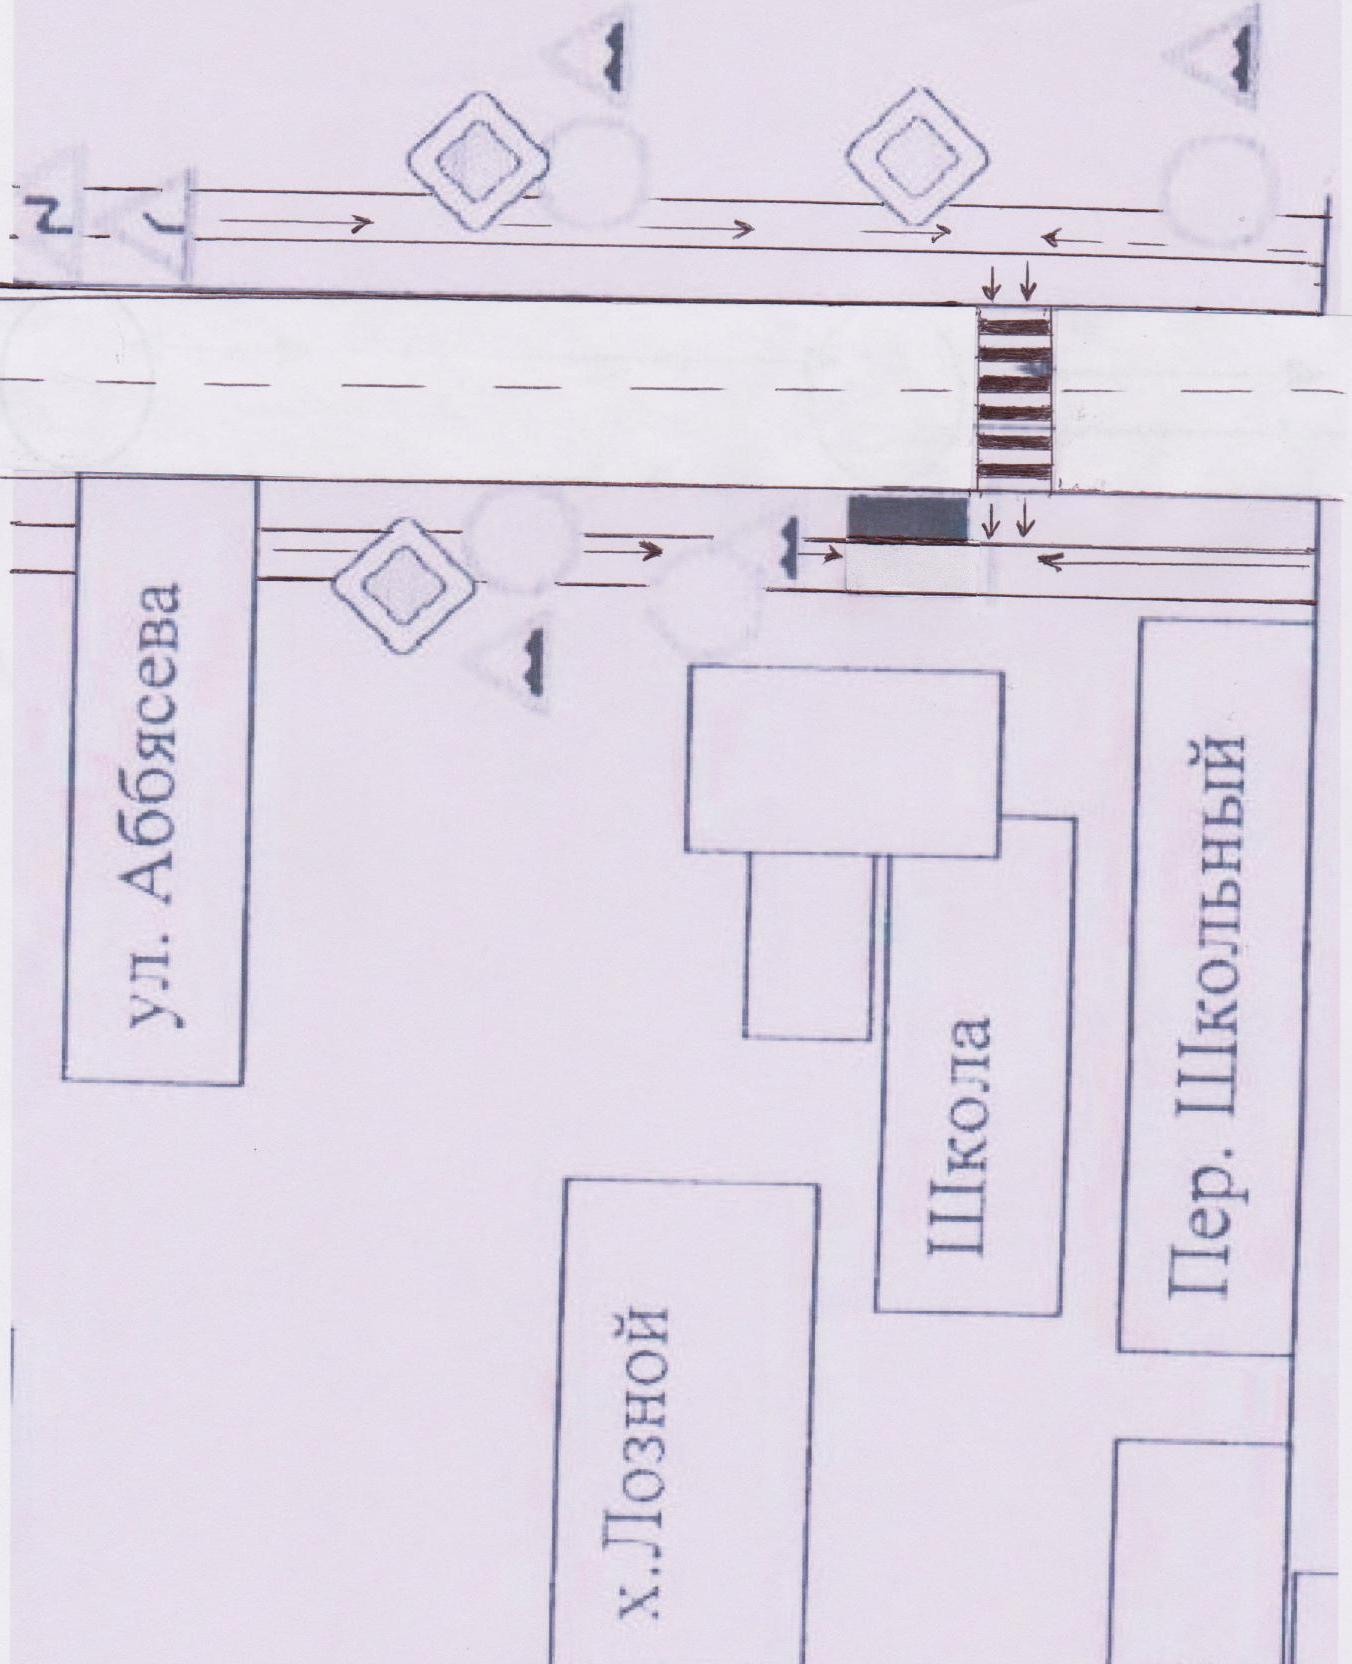 ул. Аббясева
х.Лозной
Школа
Пер. Школьный